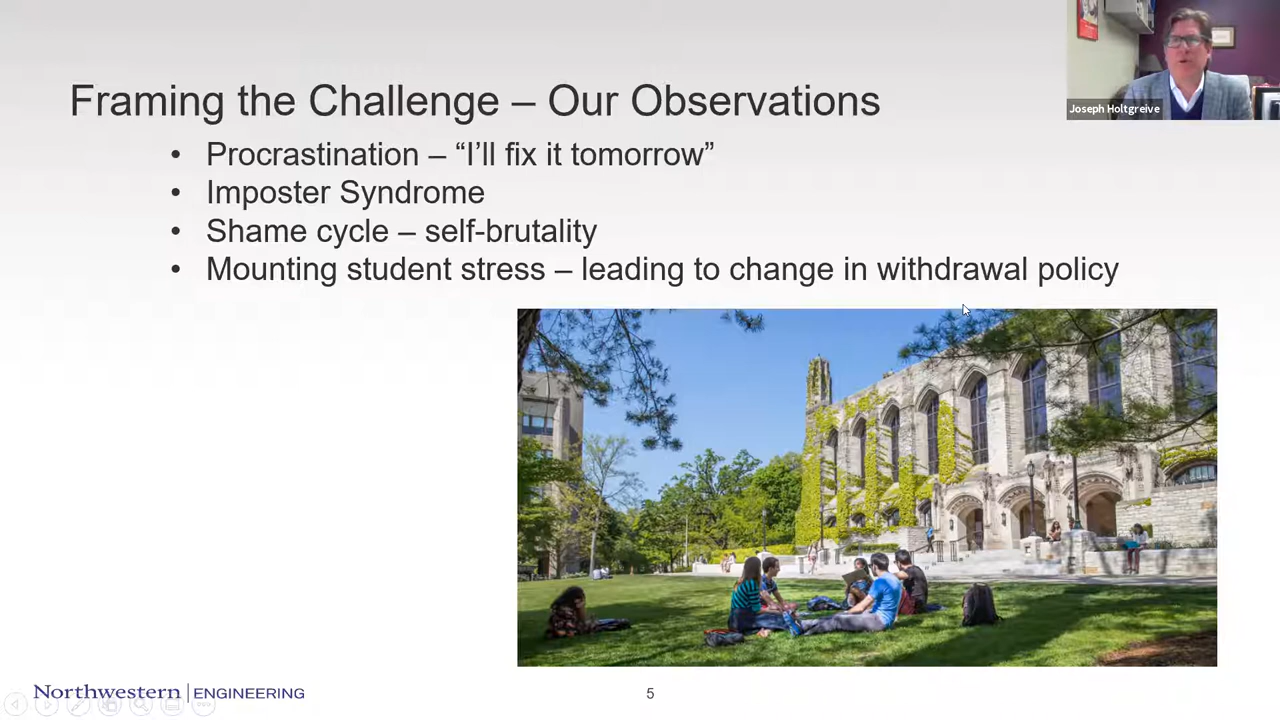 Joseph Holtgreive
Framing the Challenge – Our Observations
• Procrastination – “I’ll fix it tomorrow”
• Imposter Syndrome
• Shame cycle – self-brutality
• Mounting student stress – leading to change in withdrawal policy
Northwestern | ENGINEERING
5